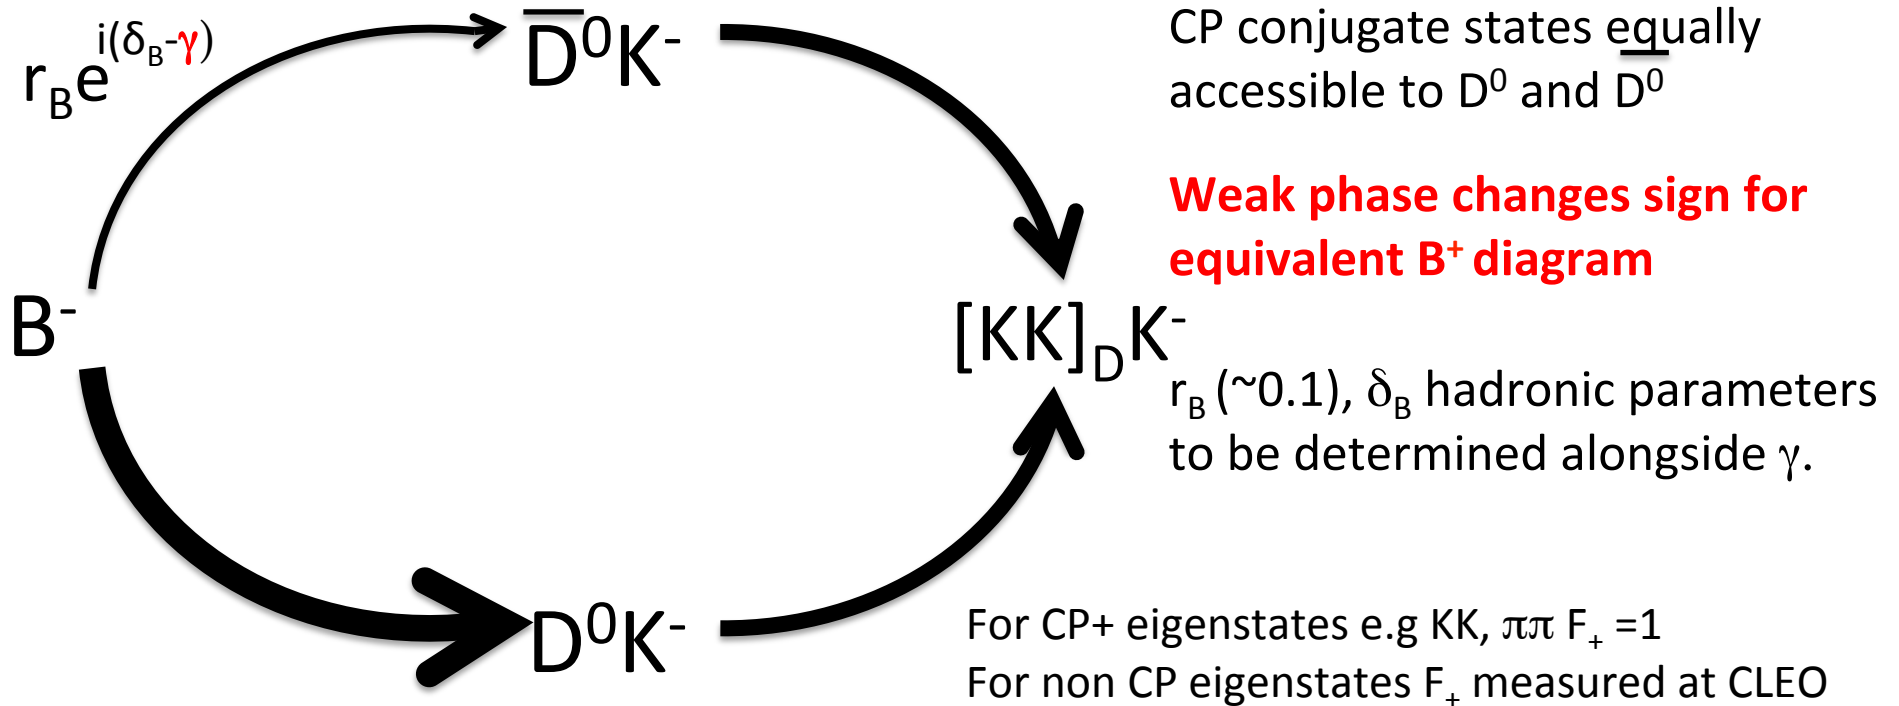 r_B e^{i(δ_B-γ)}
D̅⁰K⁻
CP conjugate states equally
accessible to D⁰ and D̅⁰
Weak phase changes sign for
equivalent B⁺ diagram
B⁻
[KK]_D K⁻
r_B (~0.1), δ_B hadronic parameters
to be determined alongside γ.
D⁰K⁻
For CP+ eigenstates e.g KK, ππ F₊ =1
For non CP eigenstates F₊ measured at CLEO